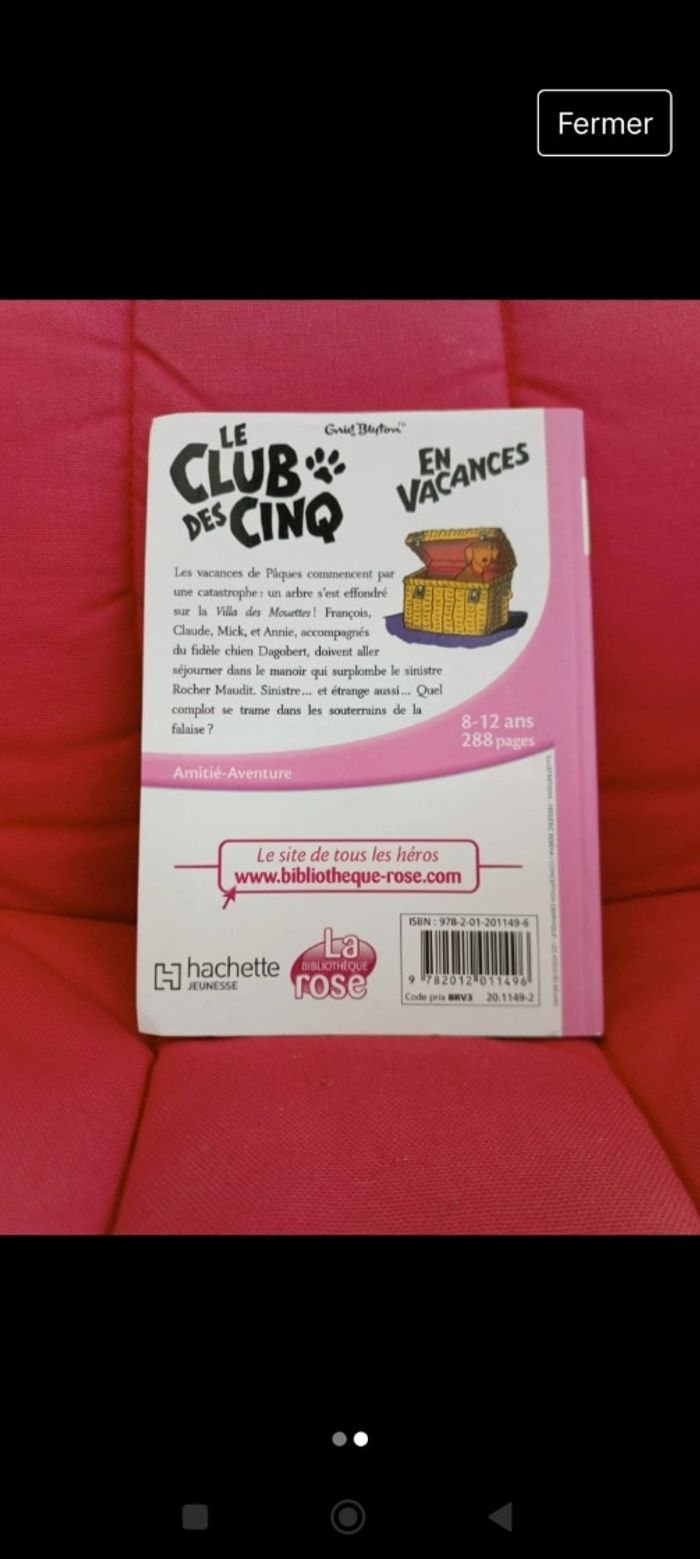 Fermer
LE
CLUB
DES CINQ
Enid Blyton™
EN
VACANCES
Les vacances de Pâques commencent par
une catastrophe : un arbre s'est effondré
sur la Villa des Mouettes ! François,
Claude, Mick, et Annie, accompagnés
du fidèle chien Dagobert, doivent aller
séjourner dans le manoir qui surplombe le sinistre
Rocher Maudit. Sinistre... et étrange aussi... Quel
complot se trame dans les souterrains de la
falaise ?
8-12 ans
288 pages
Amitié-Aventure
Le site de tous les héros
www.bibliotheque-rose.com
hachette
JEUNESSE
La
BIBLIOTHÈQUE
rose
ISBN : 978-2-01-201149-6
9 782012 011496
Code prix BRV3 20.1149-2